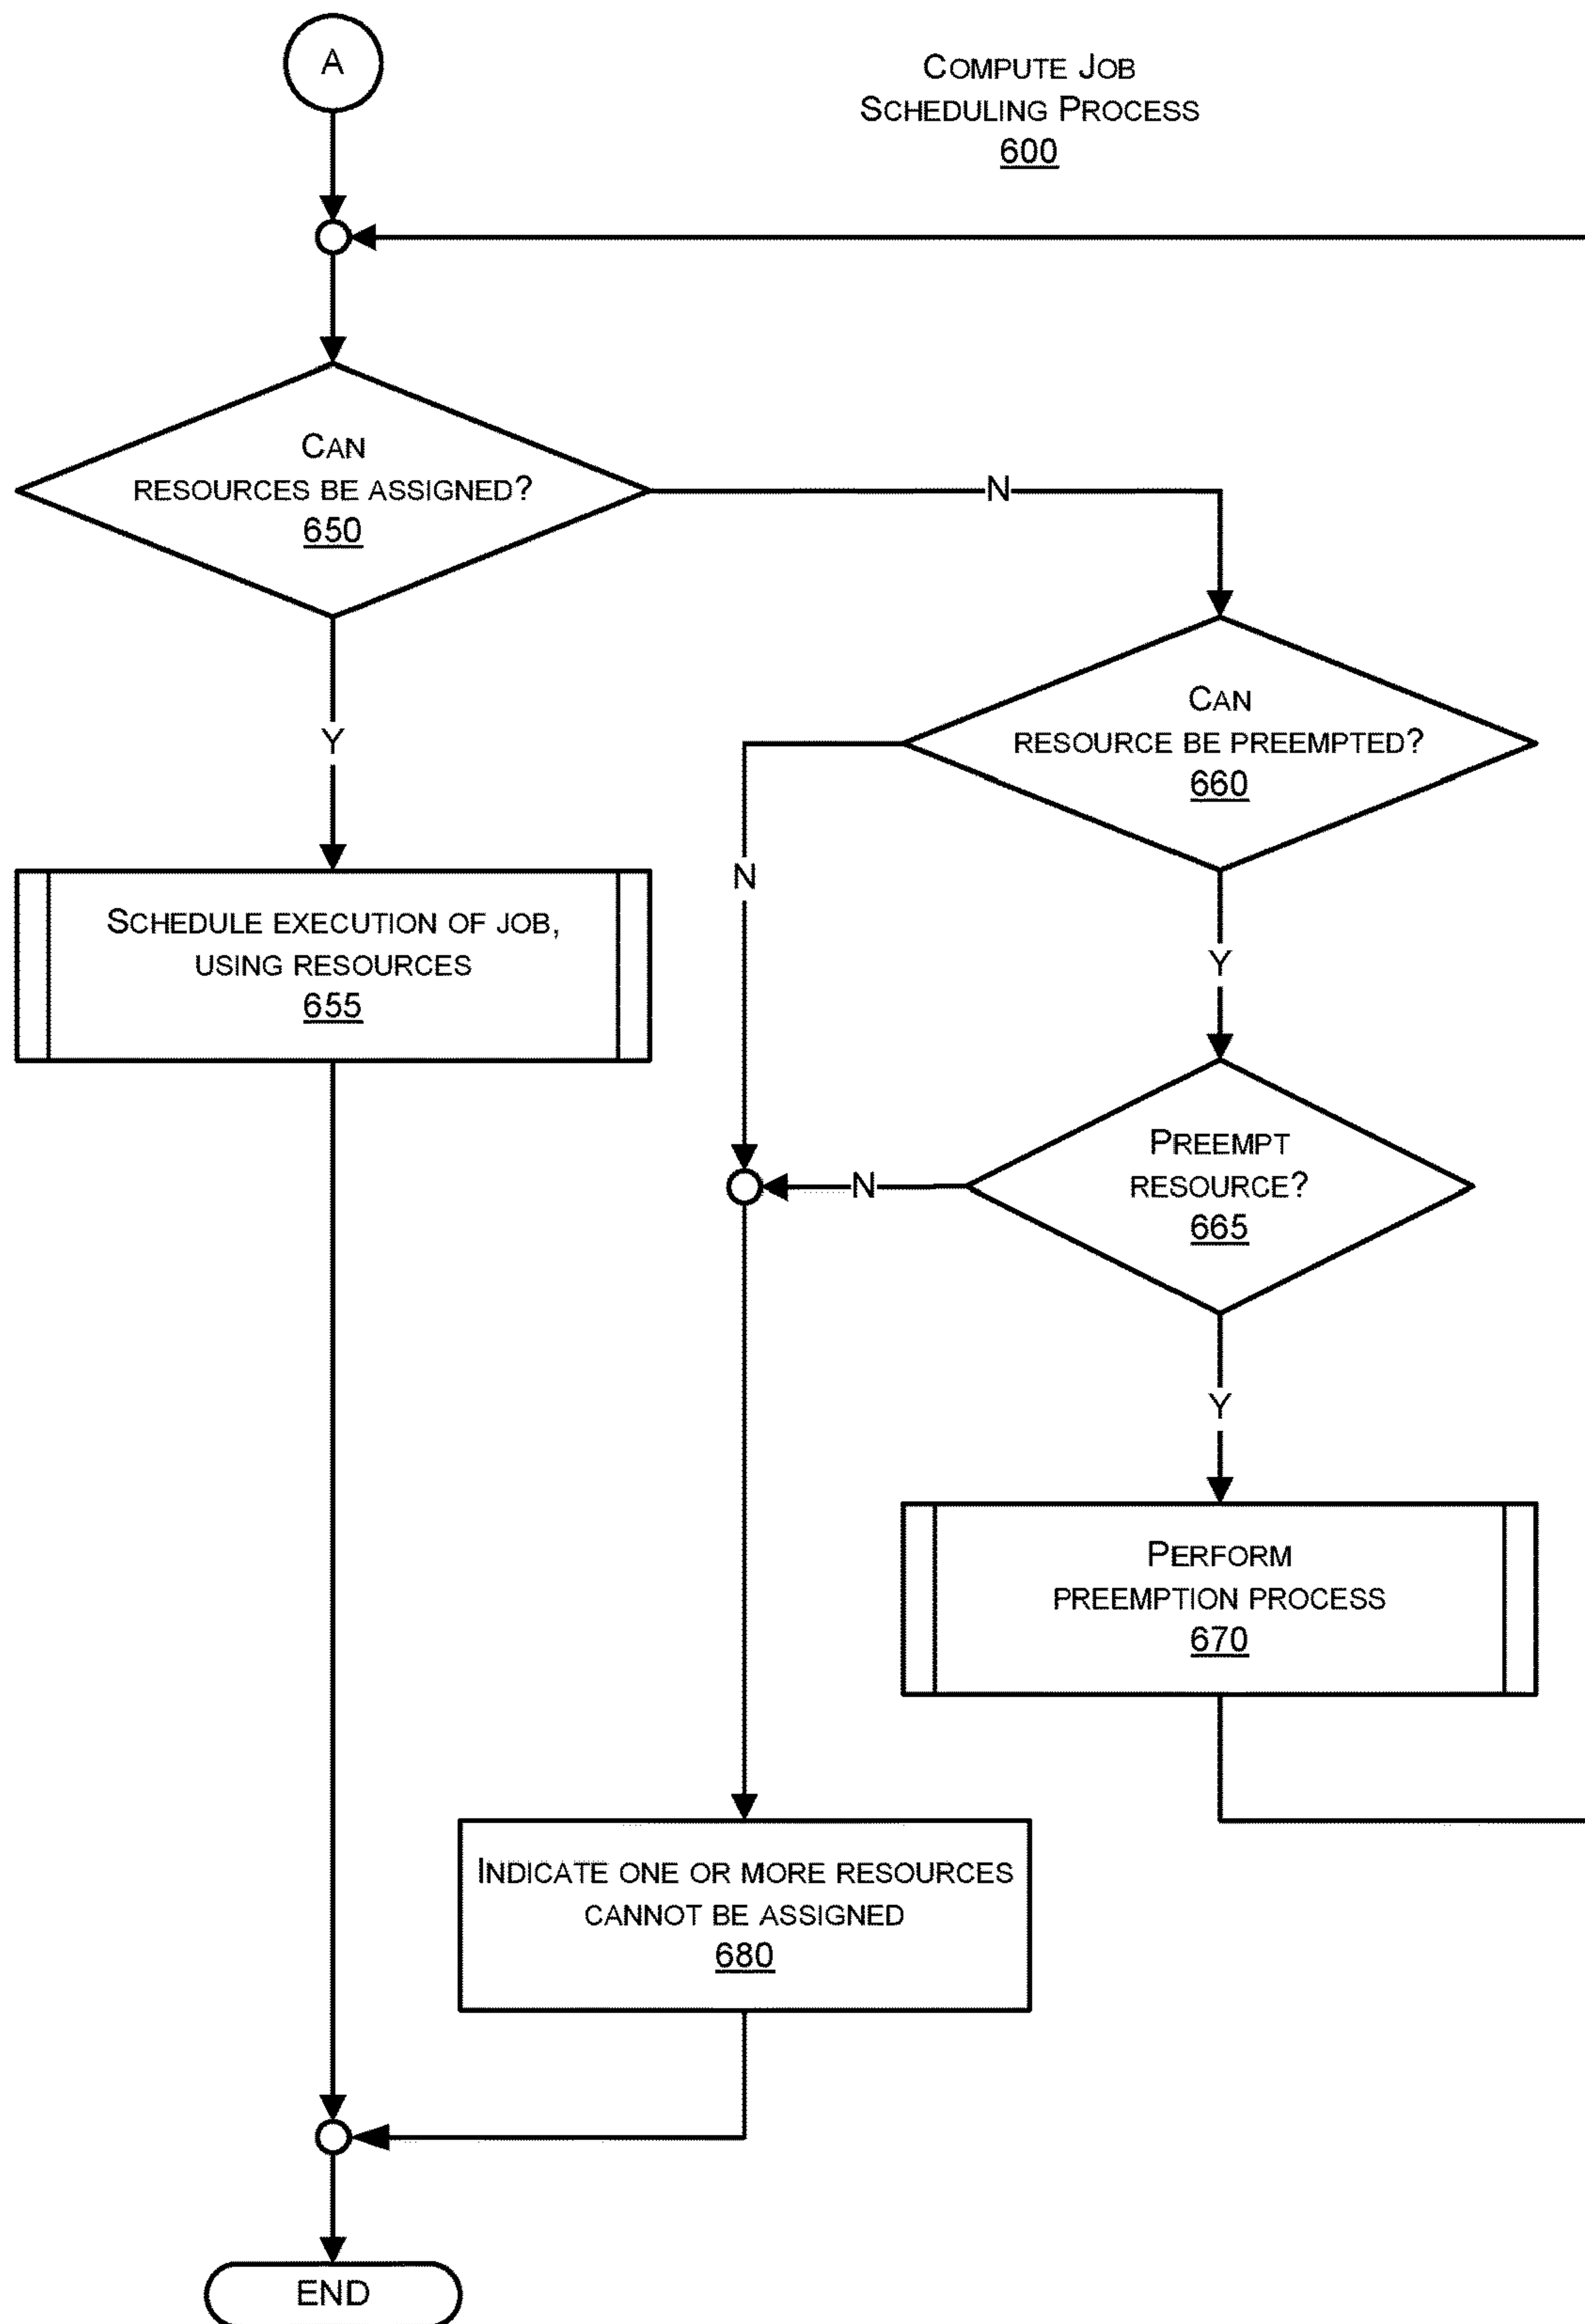 A
COMPUTE JOB
SCHEDULING PROCESS
600
CAN
RESOURCES BE ASSIGNED?
650
N
Y
CAN
RESOURCE BE PREEMPTED?
660
N
Y
SCHEDULE EXECUTION OF JOB,
USING RESOURCES
655
PREEMPT
RESOURCE?
665
N
Y
PERFORM
PREEMPTION PROCESS
670
INDICATE ONE OR MORE RESOURCES
CANNOT BE ASSIGNED
680
END